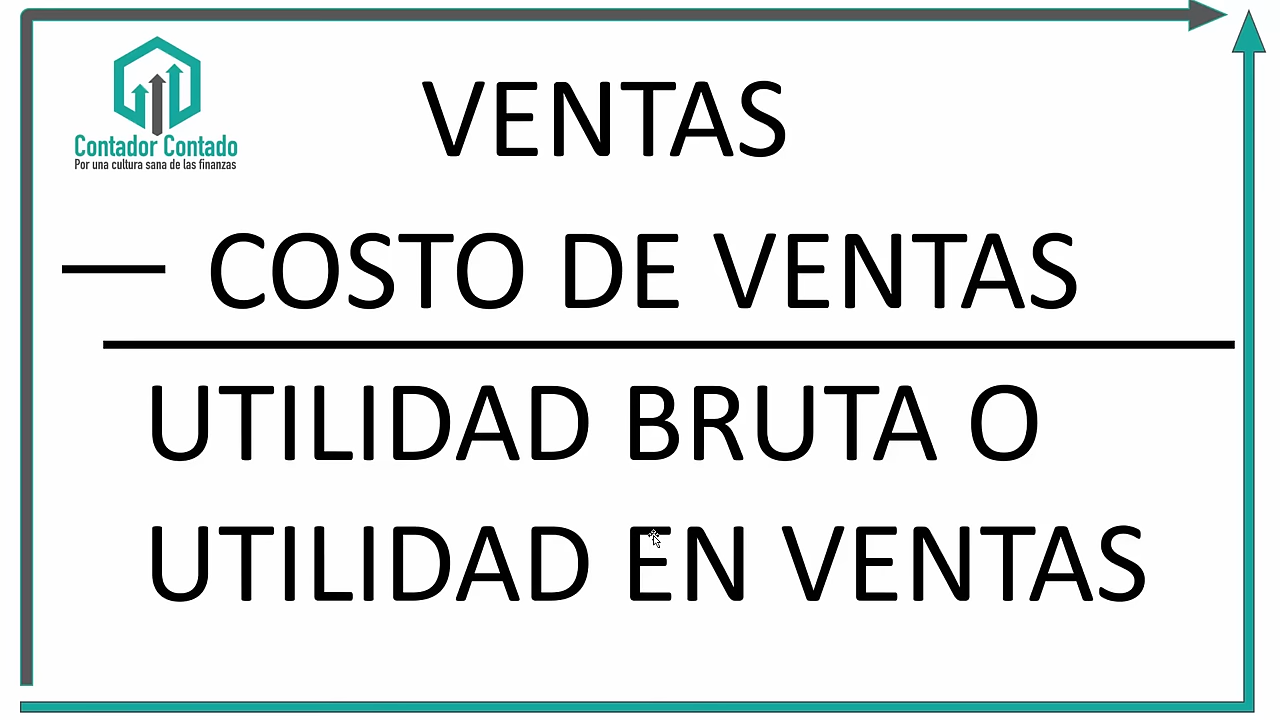 Contador Contado
Por una cultura sana de las finanzas
VENTAS
— COSTO DE VENTAS
UTILIDAD BRUTA O
UTILIDAD EN VENTAS